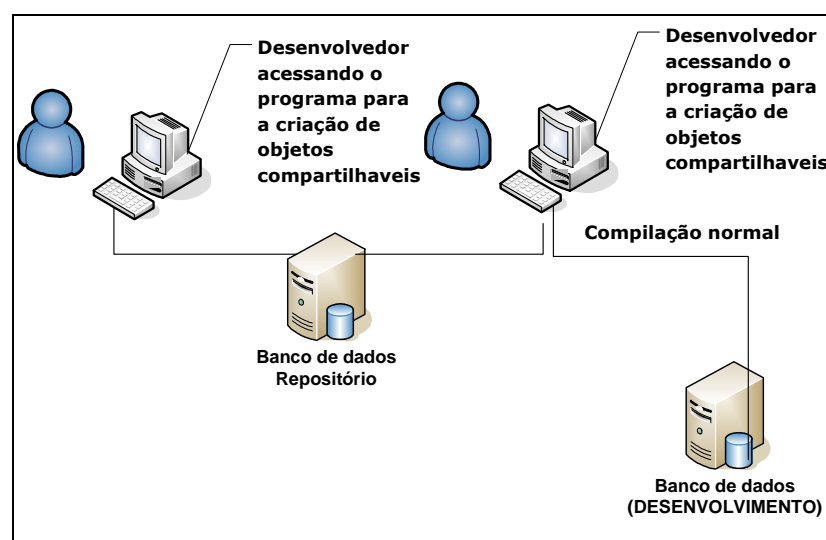 Desenvolvedor
acessando o
programa para
a criação de
objetos
compartilhaveis
Desenvolvedor
acessando o
programa para
a criação de
objetos
compartilhaveis
Compilação normal
Banco de dados
Repositório
Banco de dados
(DESENVOLVIMENTO)